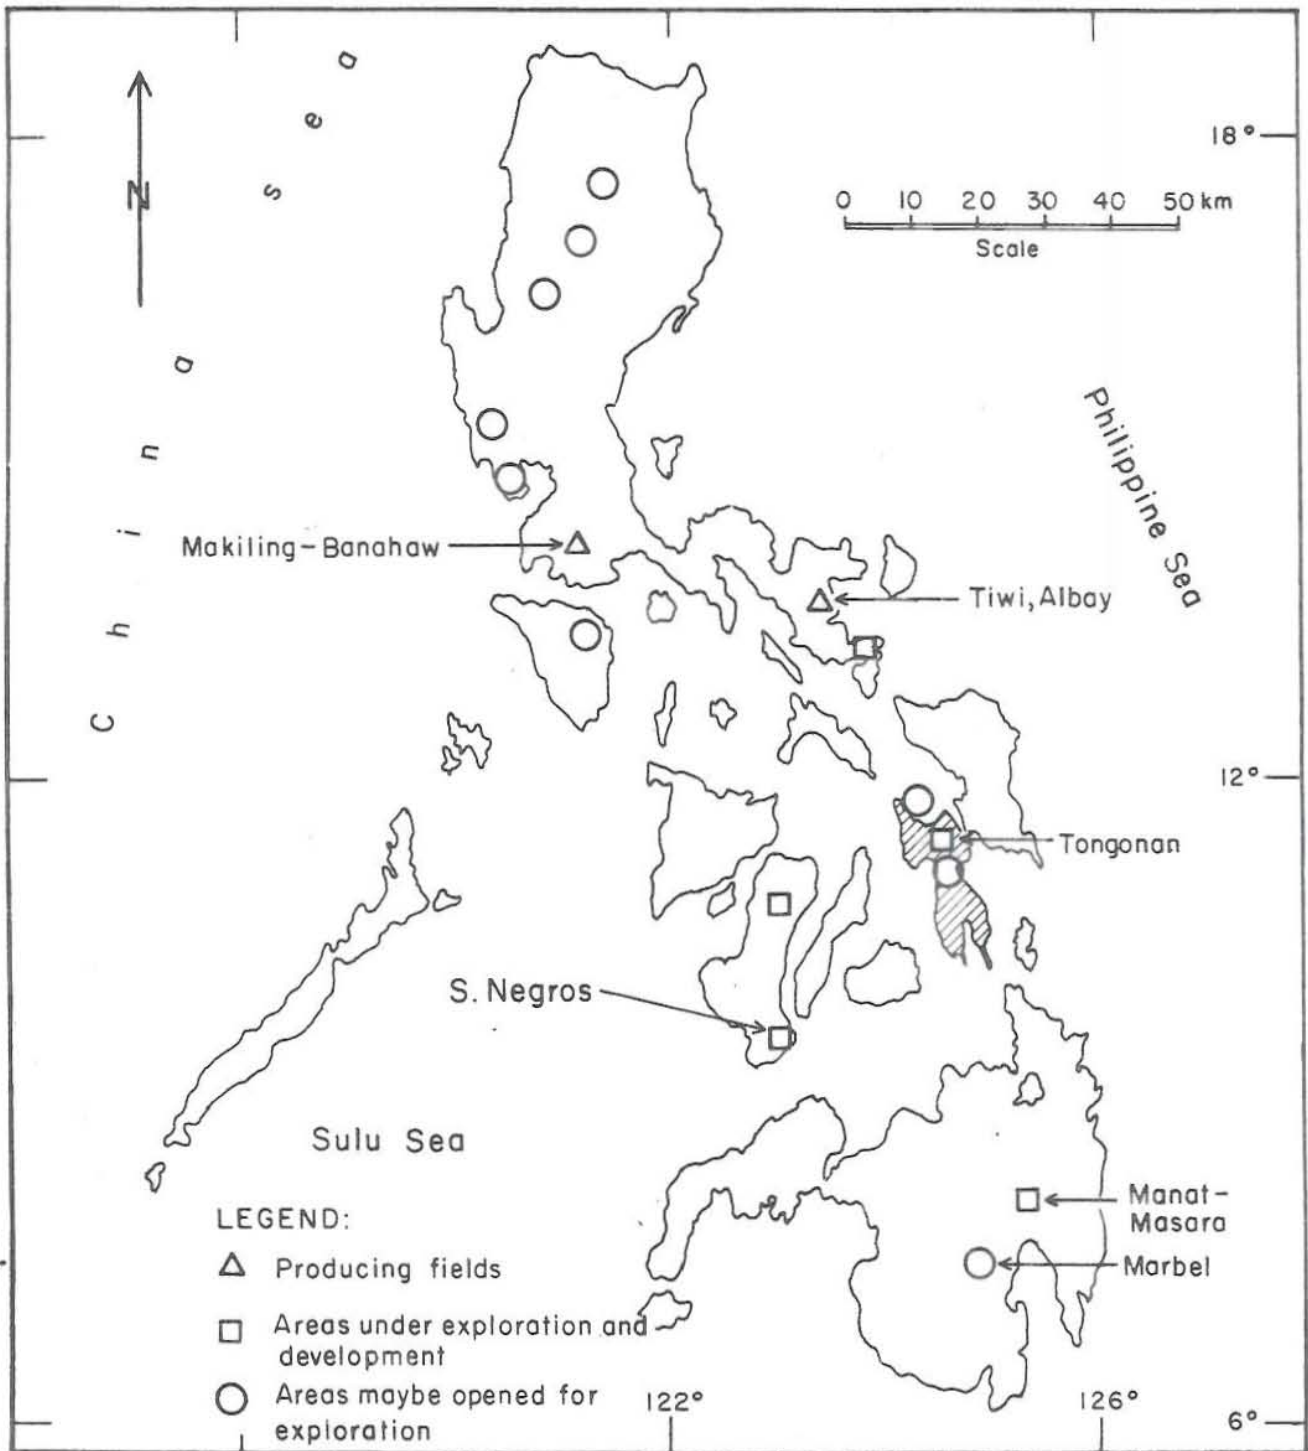 China sea
N
18°
0 10 20 30 40 50 km
Scale
Philippine Sea
Makiling-Banahaw
Tiwi, Albay
12°
Tongonan
S. Negros
Sulu Sea
Manat-
Masara
Marbel
LEGEND:
Producing fields
Areas under exploration and
development
Areas maybe opened for
exploration
122°
126°
6°